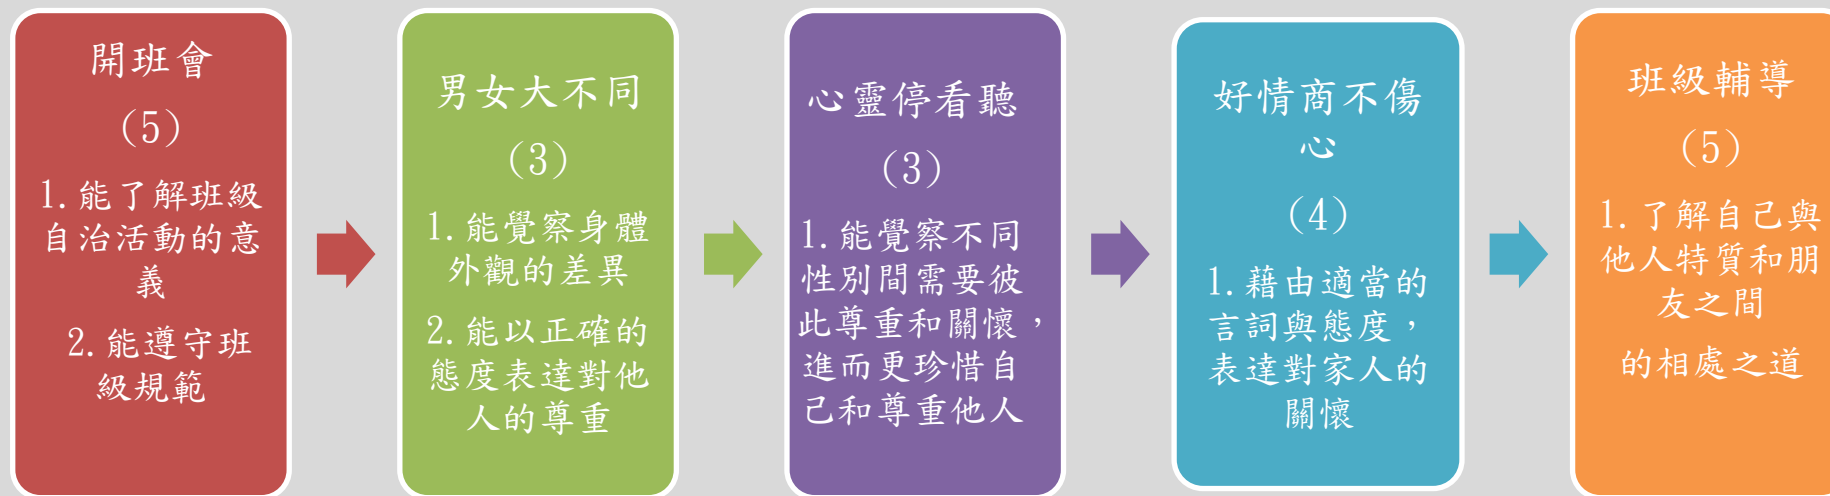 開班會
(5)
1.能了解班級
自治活動的意
義
2.能遵守班
級規範
男女大不同
(3)
1.能覺察身體
外觀的差異
2.能以正確的
態度表達對他
人的尊重
心靈停看聽
(3)
1.能覺察不同
性別間需要彼
此尊重和關懷，
進而更珍惜自
己和尊重他人
好情商不傷
心
(4)
1.藉由適當的
言詞與態度，
表達對家人的
關懷
班級輔導
(5)
1.了解自己與
他人特質和朋
友之間
的相處之道